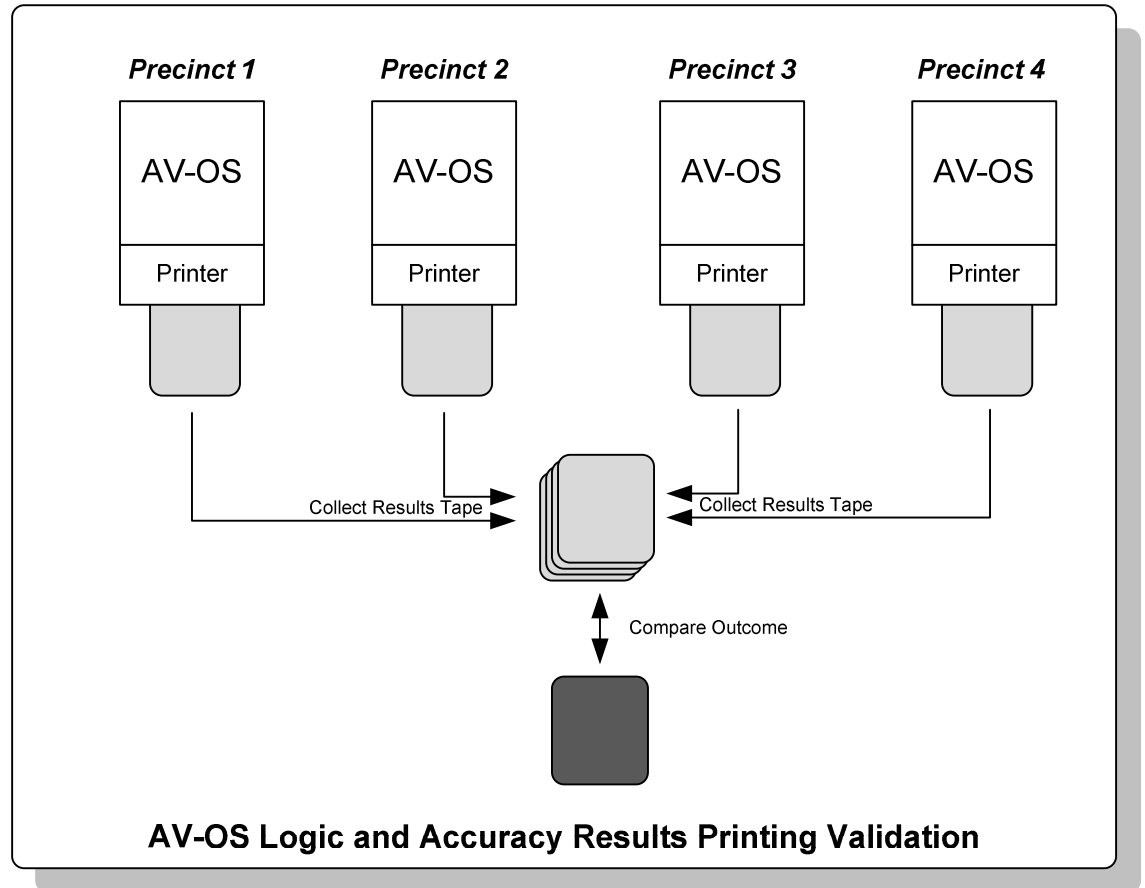 Precinct 1
Precinct 2
Precinct 3
Precinct 4
AV-OS
AV-OS
AV-OS
AV-OS
Printer
Printer
Printer
Printer
Collect Results Tape
Collect Results Tape
Compare Outcome
AV-OS Logic and Accuracy Results Printing Validation